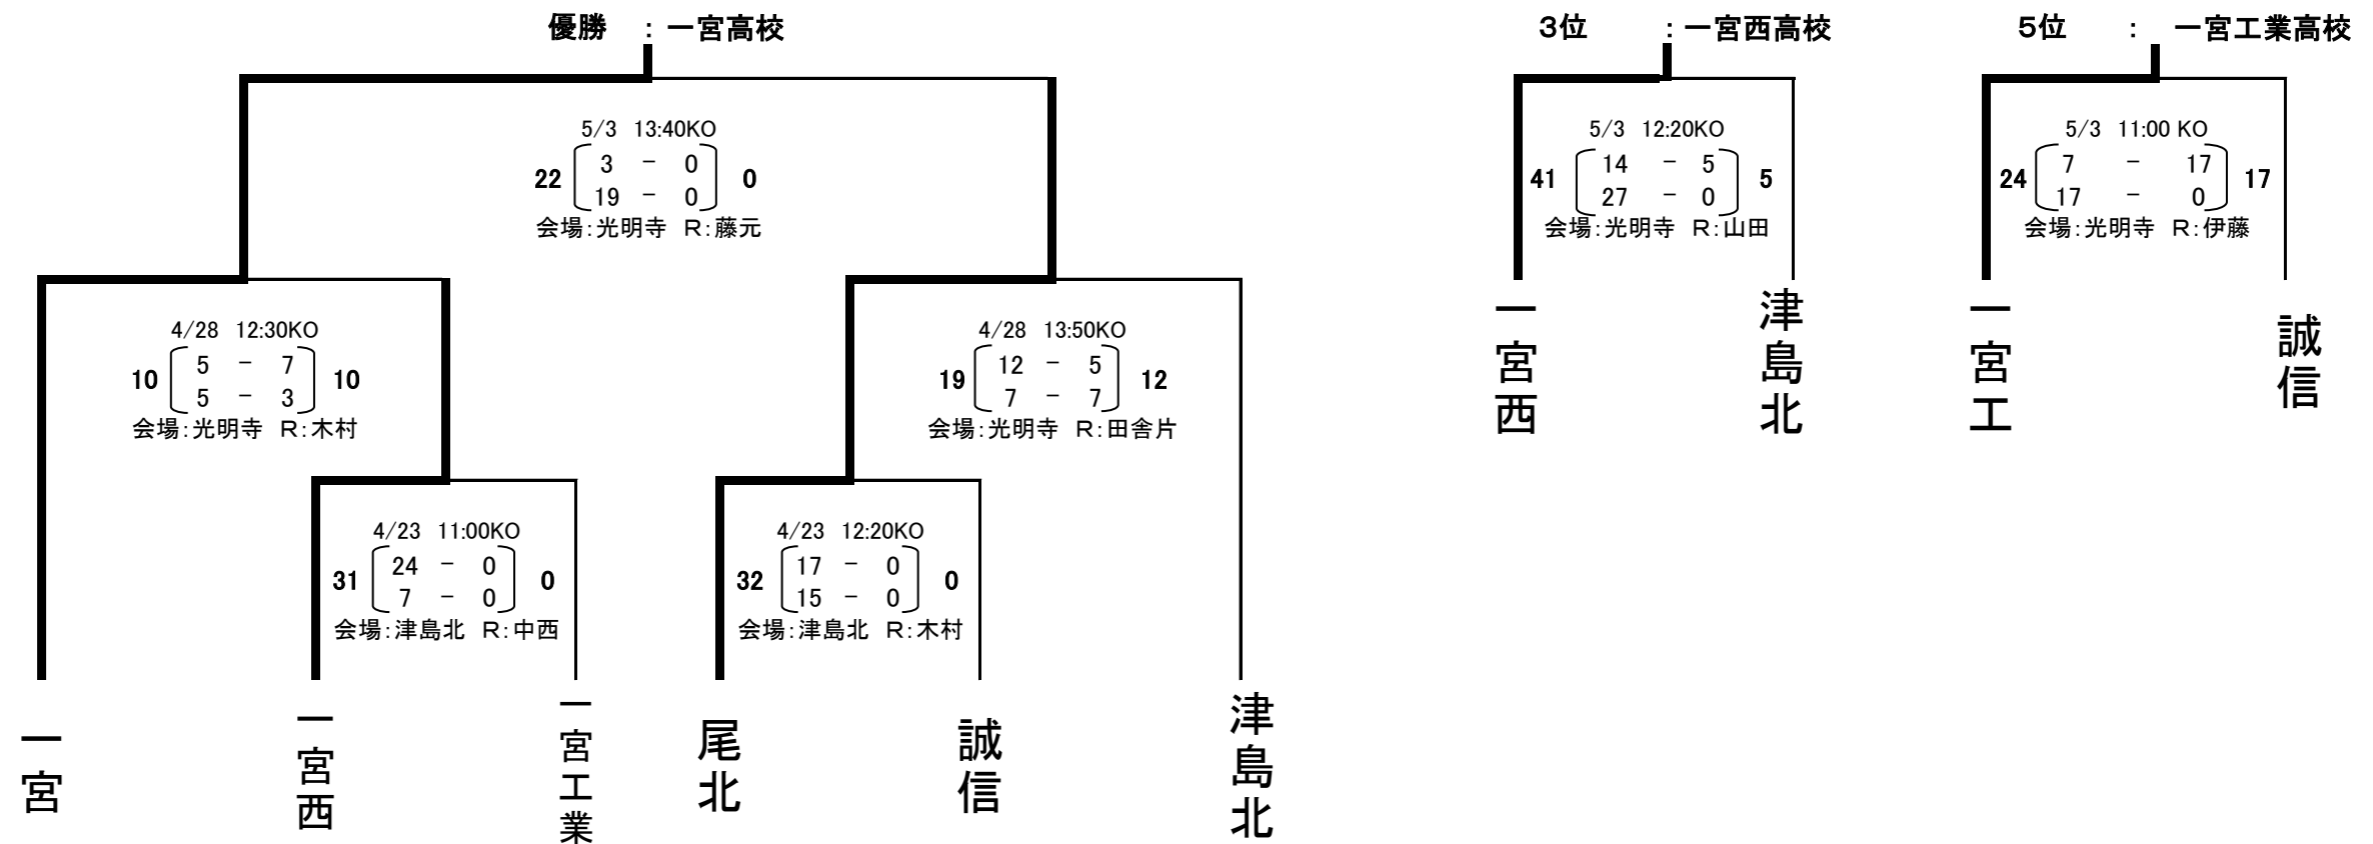 優勝 : 一宮高校
5/3 13:40KO
22 3 - 0 0
19 - 0
会場:光明寺 R:藤元
4/28 12:30KO
10 5 - 7 10
5 - 3
会場:光明寺 R:木村
4/28 13:50KO
19 12 - 5 12
7 - 7
会場:光明寺 R:田舎片
4/23 11:00KO
31 24 - 0 0
7 - 0
会場:津島北 R:中西
4/23 12:20KO
32 17 - 0 0
15 - 0
会場:津島北 R:木村
一宮
一宮西
一宮工業
尾北
誠信
津島北
3位 : 一宮西高校
5/3 12:20KO
41 14 - 5 5
27 - 0
会場:光明寺 R:山田
一宮西
津島北
5位 : 一宮工業高校
5/3 11:00 KO
24 7 - 17 17
17 - 0
会場:光明寺 R:伊藤
一宮工
誠信